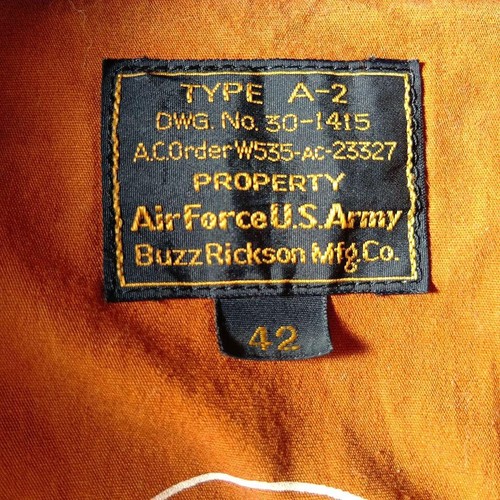 TYPE A-2
DWG. No. 30-1415
A.C.Order W535-AC-23327
PROPERTY
Air Force U.S. Army
Buzz Rickson Mfg. Co.
42